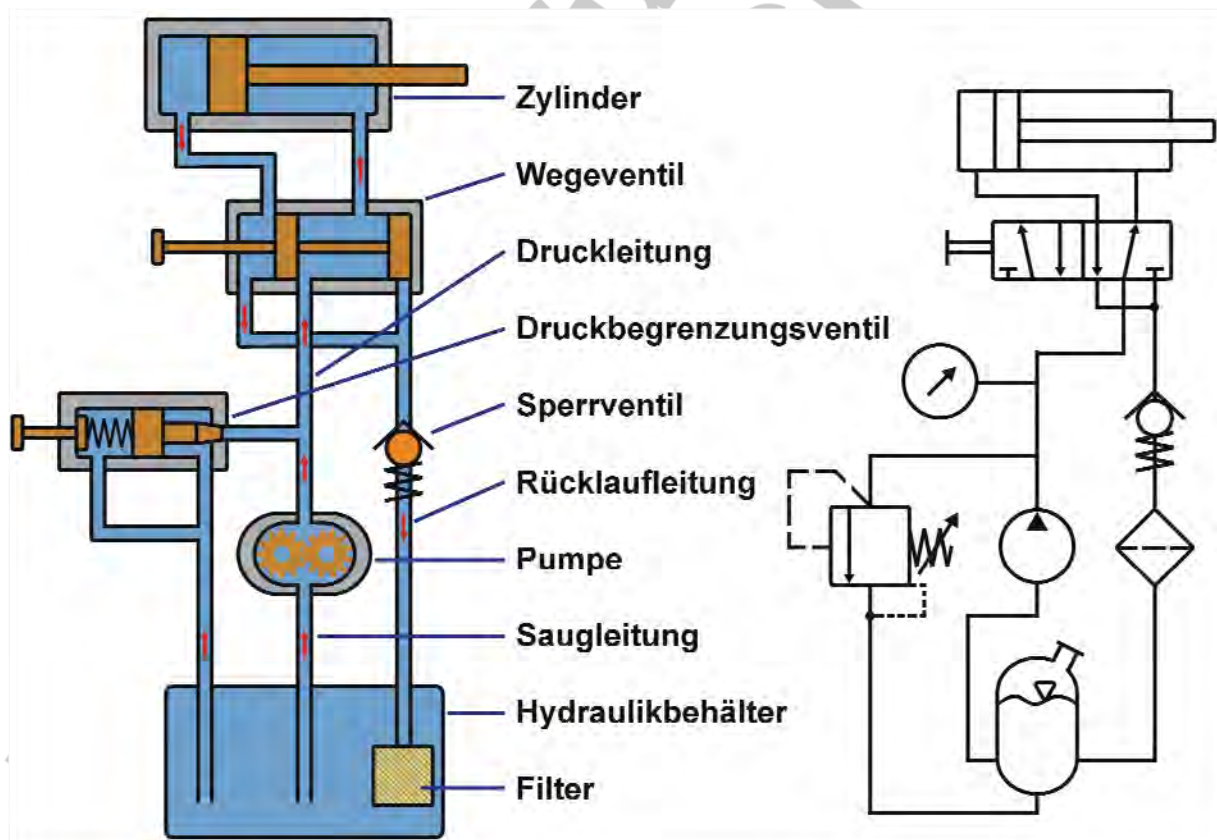 Zylinder
Wegeventil
Druckleitung
Druckbegrenzungsventil
Sperrventil
Rücklaufleitung
Pumpe
Saugleitung
Hydraulikbehälter
Filter